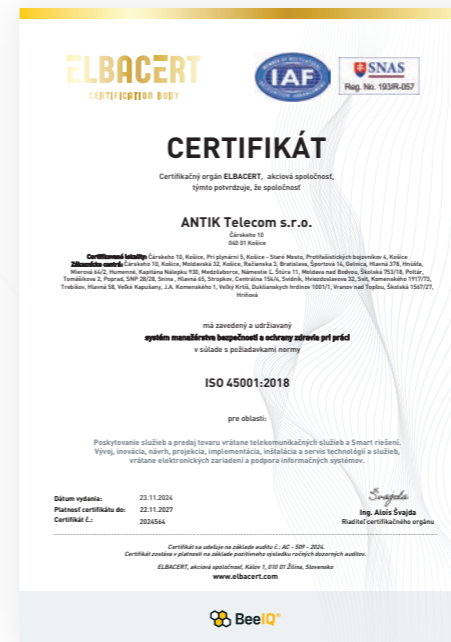 ELBACERT
CERTIFICATION BODY
IAF
SNAS
Reg. No. 193/R-057
CERTIFIKÁT
Certifikačný orgán ELBACERT, akciová spoločnosť,
týmto potvrdzuje, že spoločnosť
ANTIK Telecom s.r.o.
Čárskeho 10
040 01 Košice
Certifikované lokality: Čárskeho 10, Košice, Pri plynárni 5, Košice - Staré Mesto, Protifašistických bojovníkov 4, Košice
Zákaznícke centrá: Čárskeho 10, Košice, Moldavská 32, Košice, Račianska 3, Bratislava, Športová 14, Gelnica, Hlavná 378, Hniúšťa,
Mierová 64/2, Humenné, Kapitána Nálepku 930, Medzilaborce, Námestie Ľ. Štúra 11, Moldava nad Bodvou, Školská 753/18, Poltár,
Tomášikova 2, Poprad, SNP 28/28, Snina, Hlavná 65, Stropkov, Centrálna 154/4, Svidník, Hviezdoslavova 32, Svit, Komenského 1917/73,
Trebišov, Hlavná 58, Veľké Kapušany, J.A. Komenského 1, Veľký Krtíš, Duklianskych hrdinov 1001/1, Vranov nad Topľou, Školská 1567/27,
Hriňová
má zavedený a udržiavaný
systém manažérstva bezpečnosti a ochrany zdravia pri práci
v súlade s požiadavkami normy
ISO 45001:2018
pre oblasti:
Poskytovanie služieb a predaj tovaru vrátane telekomunikačných služieb a Smart riešení.
Vývoj, inovácia, návrh, projekcia, implementácia, inštalácia a servis technológií a služieb,
vrátane elektronických zariadení a podpora informačných systémov.
Dátum vydania: 23.11.2024
Platnosť certifikátu do: 22.11.2027
Certifikát č.: 2024564
Švajda
Ing. Alois Švajda
Riaditeľ certifikačného orgánu
Certifikát sa udeľuje na základe auditu č.: AC - 509 - 2024.
Certifikát zostáva v platnosti na základe pozitívneho výsledku ročných dozorných auditov.
ELBACERT, akciová spoločnosť, Kálov 1, 010 01 Žilina, Slovensko
www.elbacert.com
BeeIQ